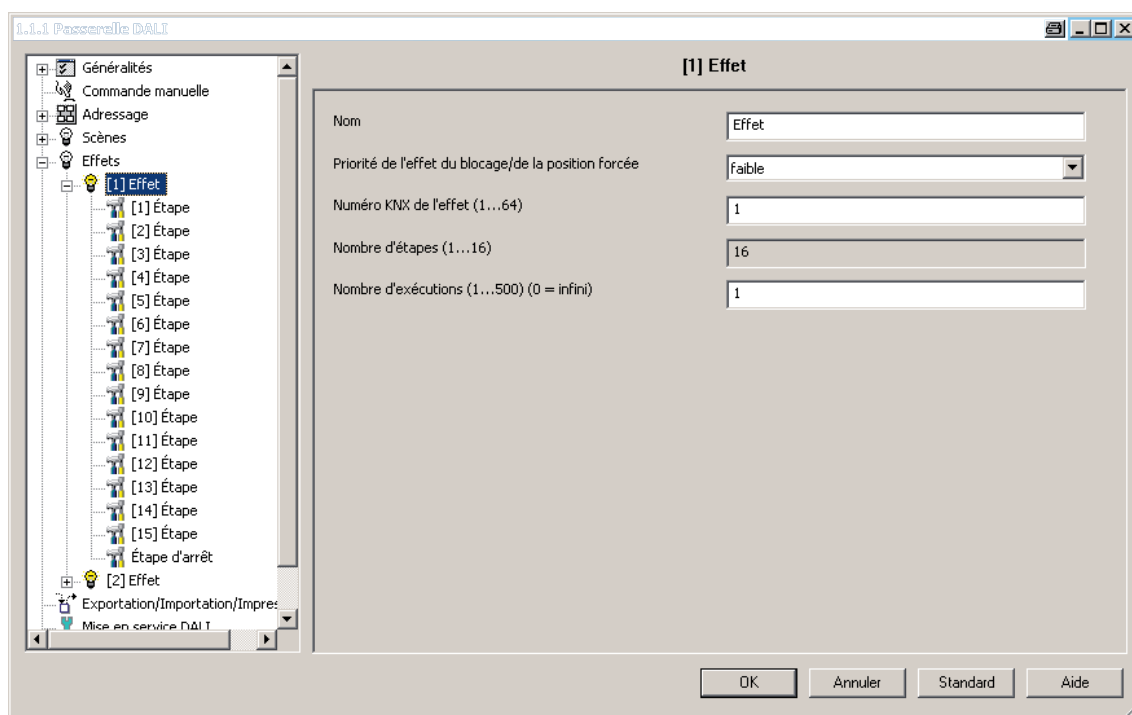 1.1.1 Passerelle DALI
Généralités
Commande manuelle
Adressage
Scènes
Effets
[1] Effet
[1] Étape
[2] Étape
[3] Étape
[4] Étape
[5] Étape
[6] Étape
[7] Étape
[8] Étape
[9] Étape
[10] Étape
[11] Étape
[12] Étape
[13] Étape
[14] Étape
[15] Étape
Étape d'arrêt
[2] Effet
Exportation/Importation/Impres
Mise en service DALI
[1] Effet
Nom
Effet
Priorité de l'effet du blocage/de la position forcée
faible
Numéro KNX de l'effet (1...64)
1
Nombre d'étapes (1...16)
16
Nombre d'exécutions (1...500) (0 = infini)
1
OK
Annuler
Standard
Aide